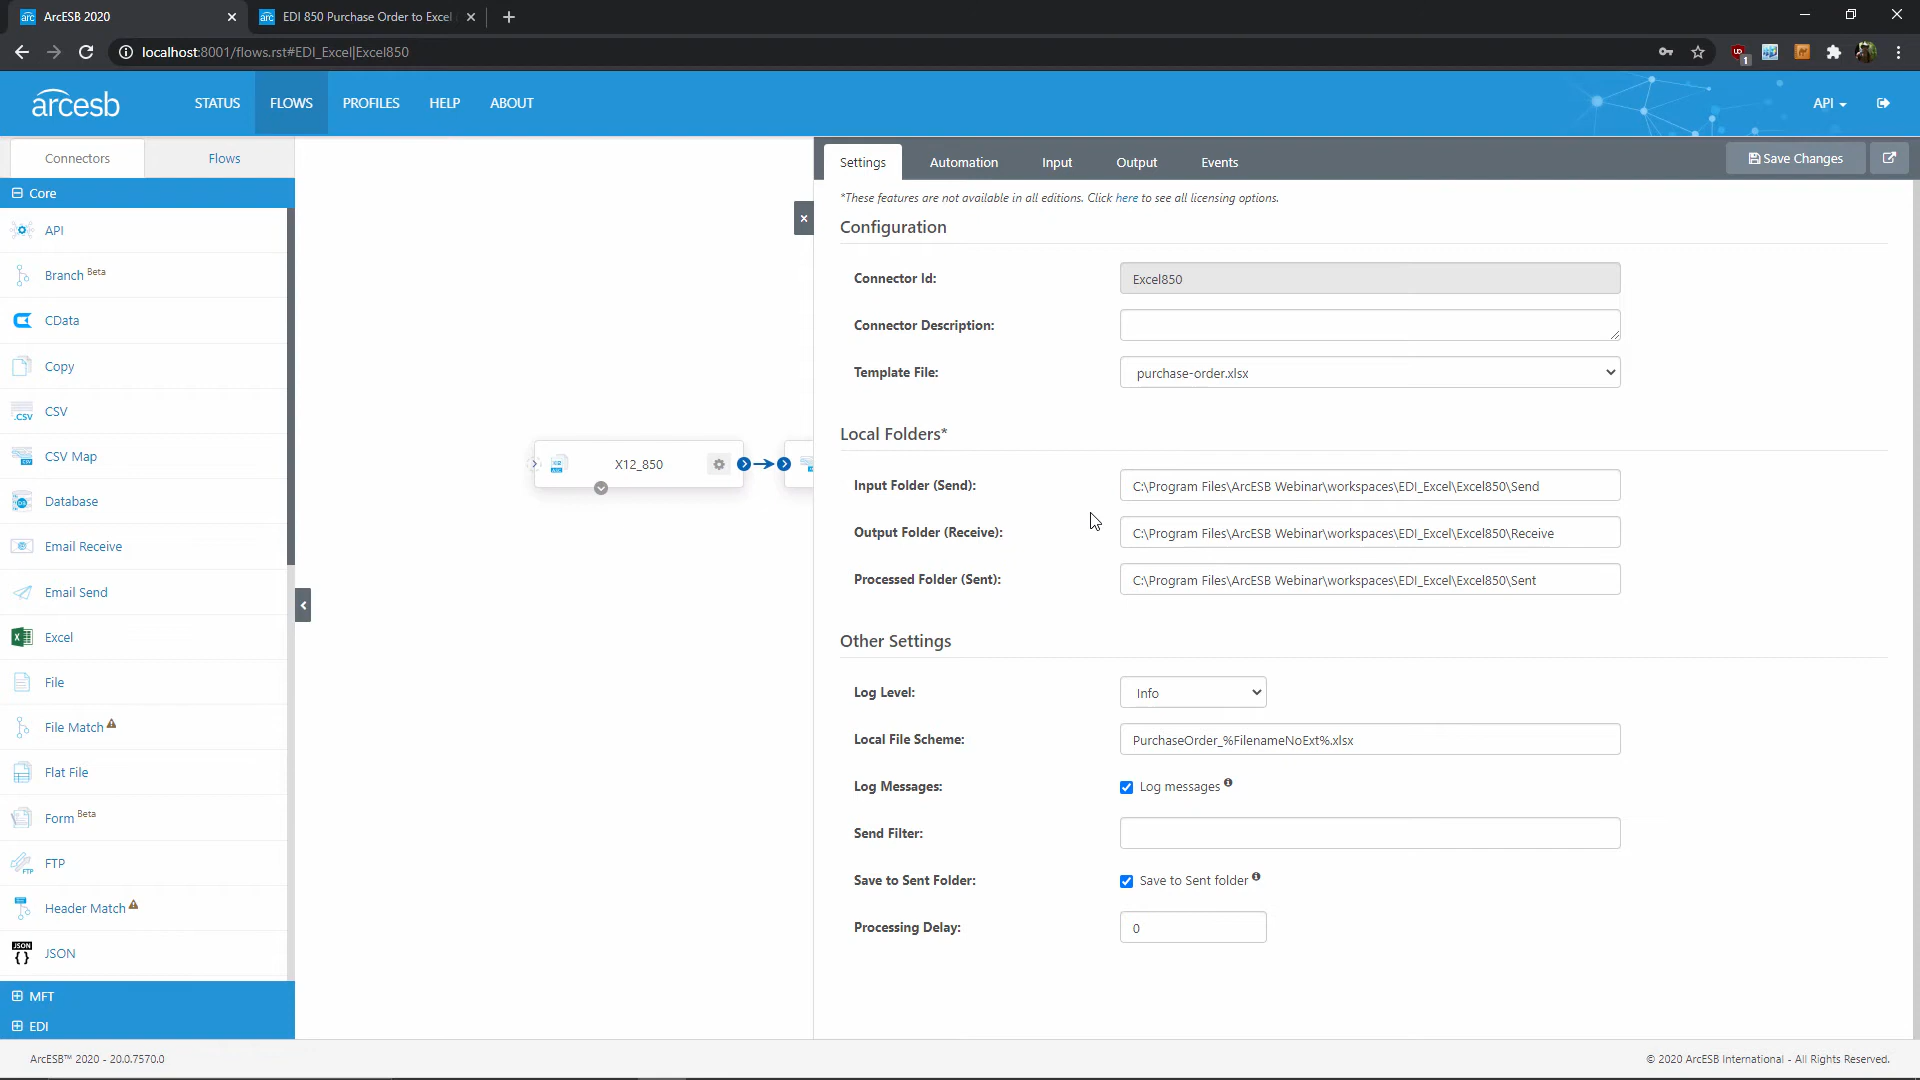 ArcESB 2020
EDI 850 Purchase Order to Excel
localhost:8001/flows.rst#EDI_Excel|Excel850
1
arc
arc
arcesb
STATUS
FLOWS
PROFILES
HELP
ABOUT
API
Connectors
Flows
Settings
Automation
Input
Output
Events
Save Changes
Core
API
Branch Beta
CData
Copy
CSV
CSV Map
Database
Email Receive
Email Send
Excel
File
File Match
Flat File
Form Beta
FTP
Header Match
JSON
MFT
EDI
X12_850
*These features are not available in all editions. Click here to see all licensing options.
Configuration
Connector Id:
Excel850
Connector Description:
Template File:
purchase-order.xlsx
Local Folders*
Input Folder (Send):
C:\Program Files\ArcESB Webinar\workspaces\EDI_Excel\Excel850\Send
Output Folder (Receive):
C:\Program Files\ArcESB Webinar\workspaces\EDI_Excel\Excel850\Receive
Processed Folder (Sent):
C:\Program Files\ArcESB Webinar\workspaces\EDI_Excel\Excel850\Sent
Other Settings
Log Level:
Info
Local File Scheme:
PurchaseOrder_%FilenameNoExt%.xlsx
Log Messages:
Log messages
Send Filter:
Save to Sent Folder:
Save to Sent folder
Processing Delay:
0
ArcESB™ 2020 - 20.0.7570.0
© 2020 ArcESB International - All Rights Reserved.